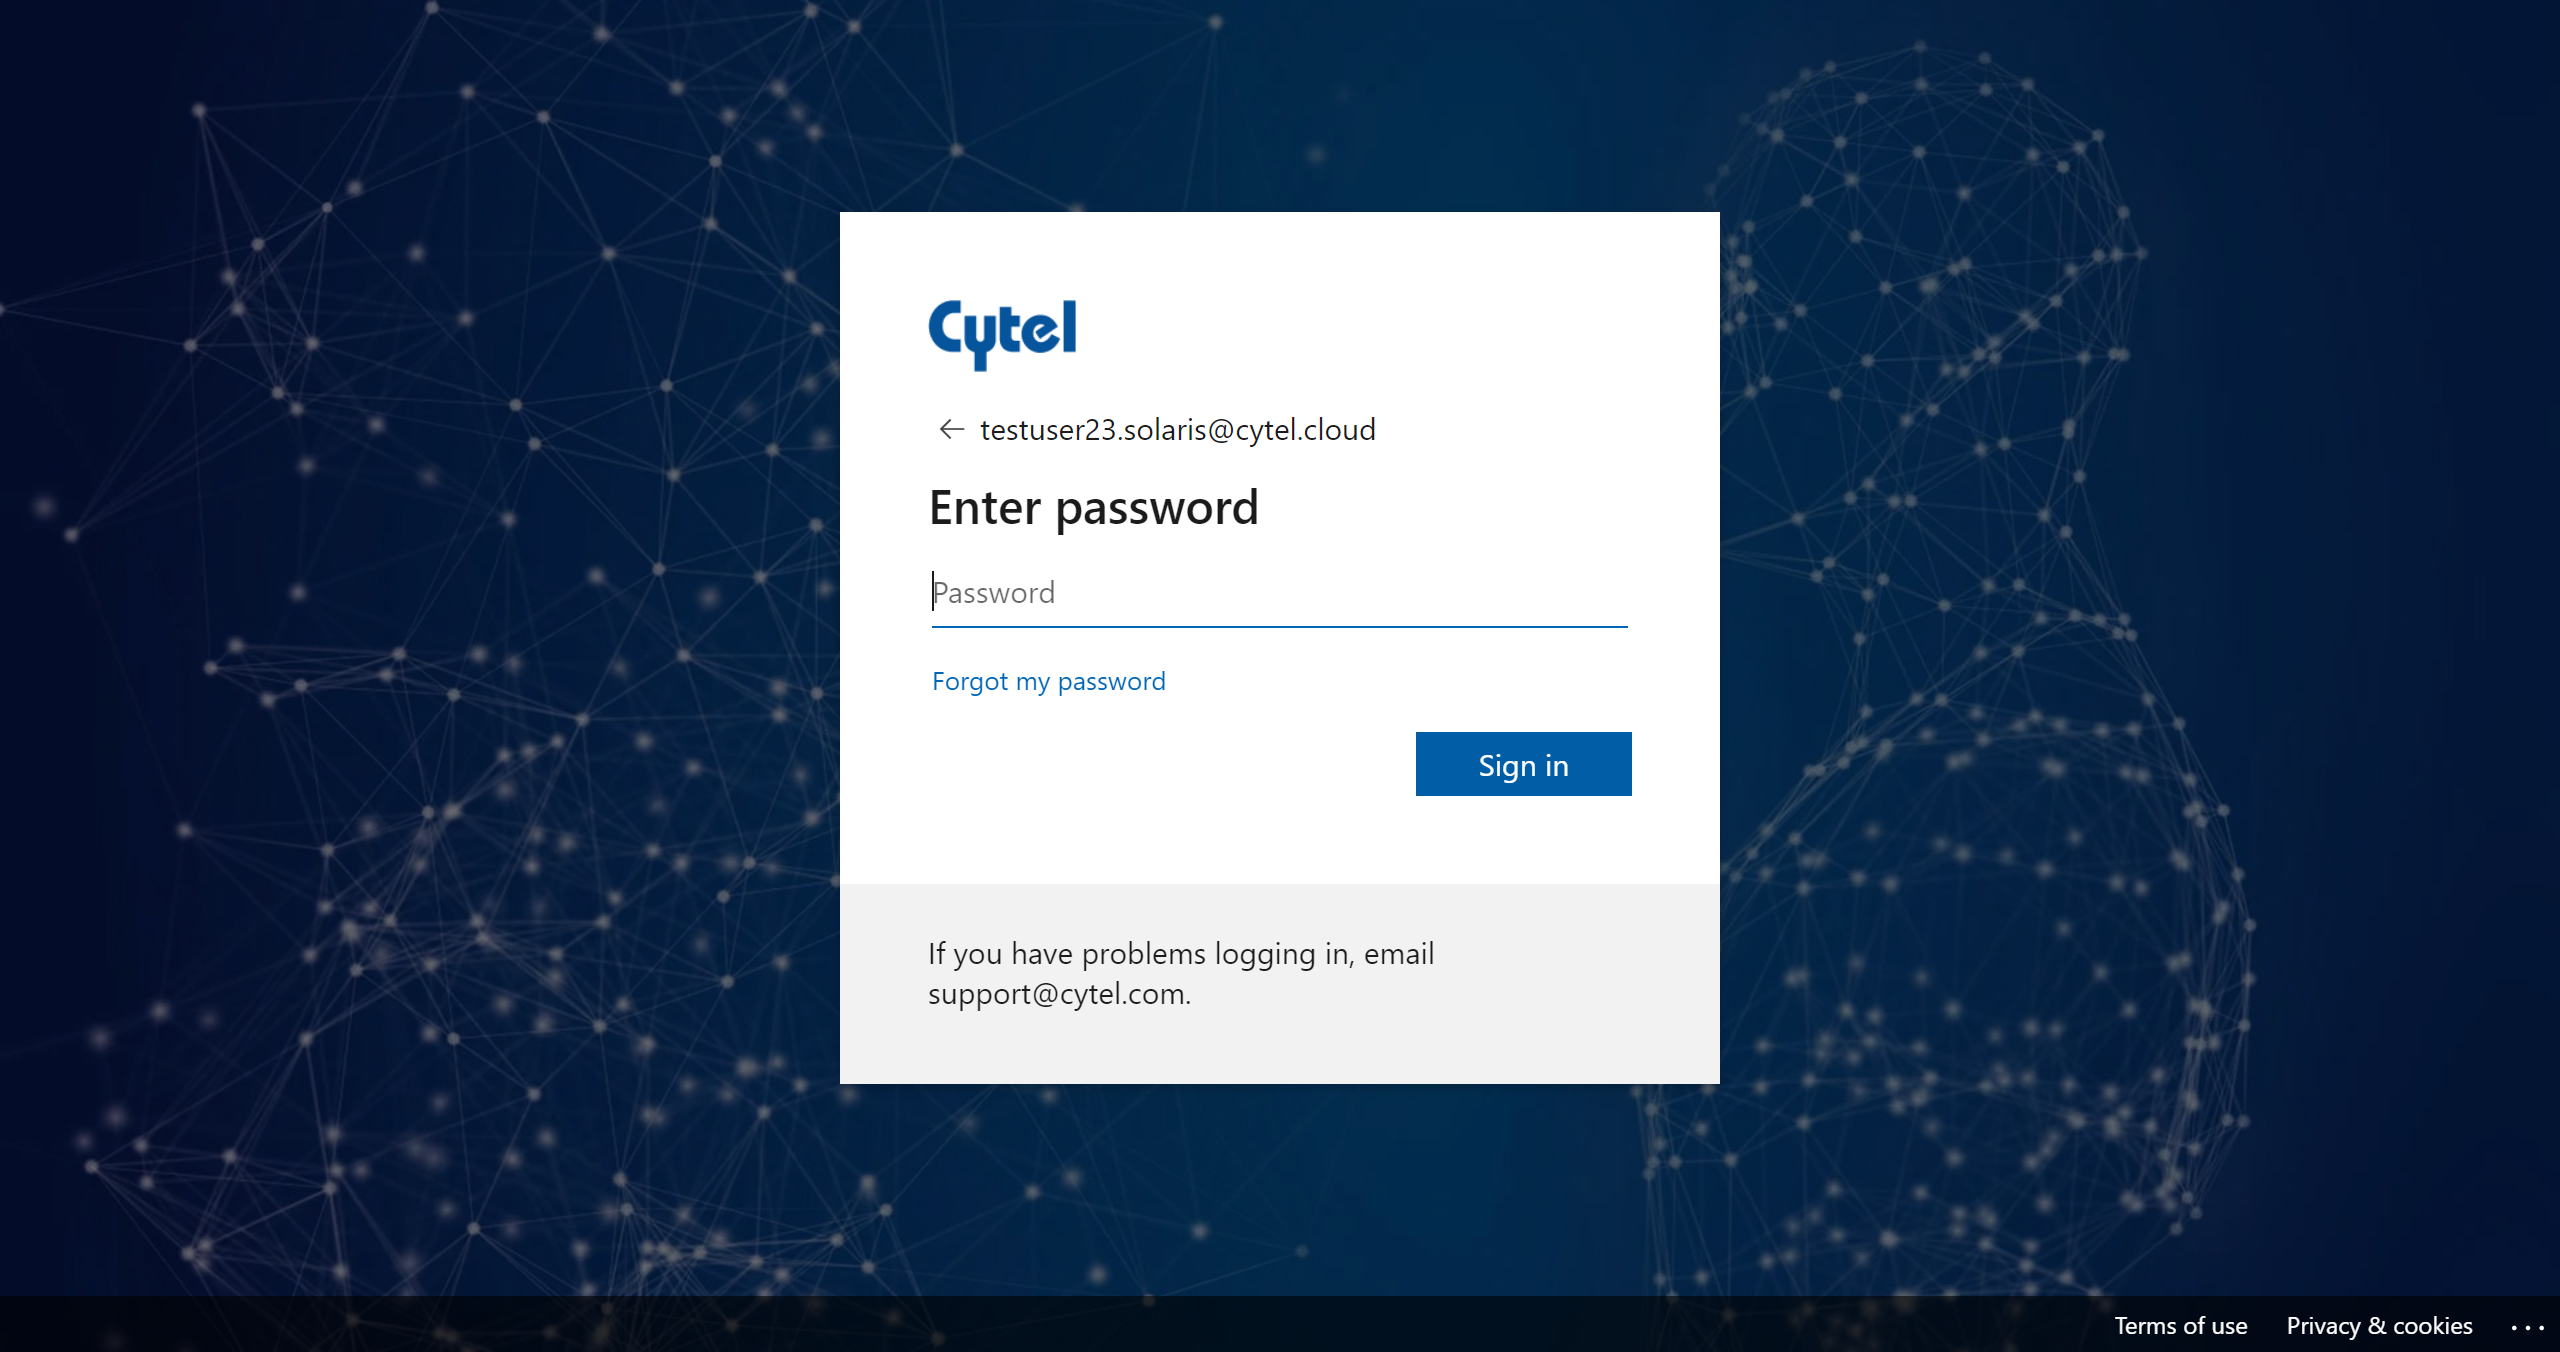 Cytel
testuser23.solaris@cytel.cloud
Enter password
Password
Forgot my password
Sign in
If you have problems logging in, email
support@cytel.com.
Terms of use
Privacy & cookies
...